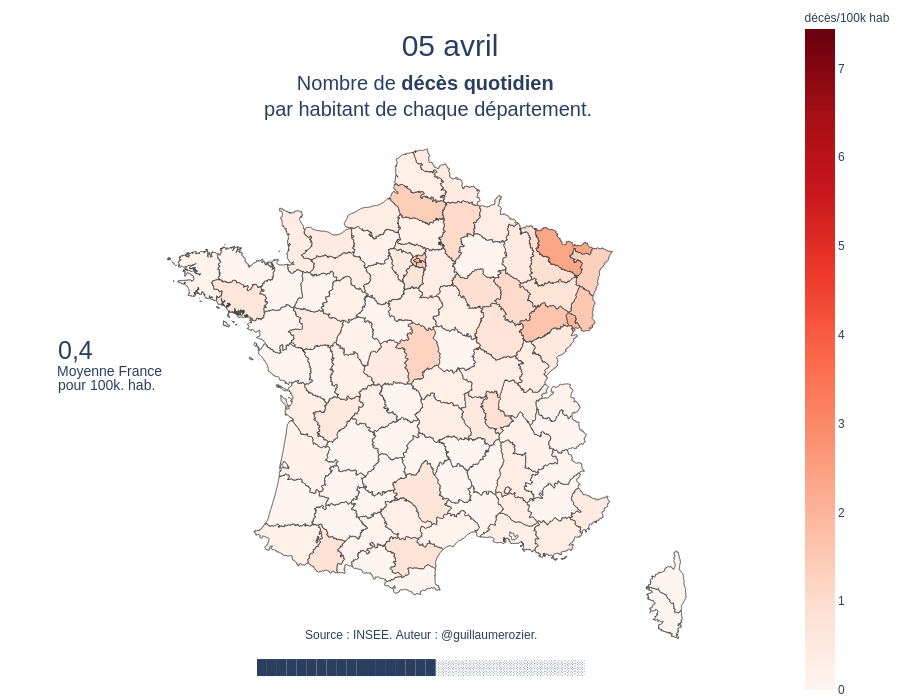 décès/100k hab
05 avril
Nombre de décès quotidien
par habitant de chaque département.
7
6
5
4
3
2
1
0
0,4
Moyenne France
pour 100k. hab.
Source : INSEE. Auteur : @guillaumerozier.